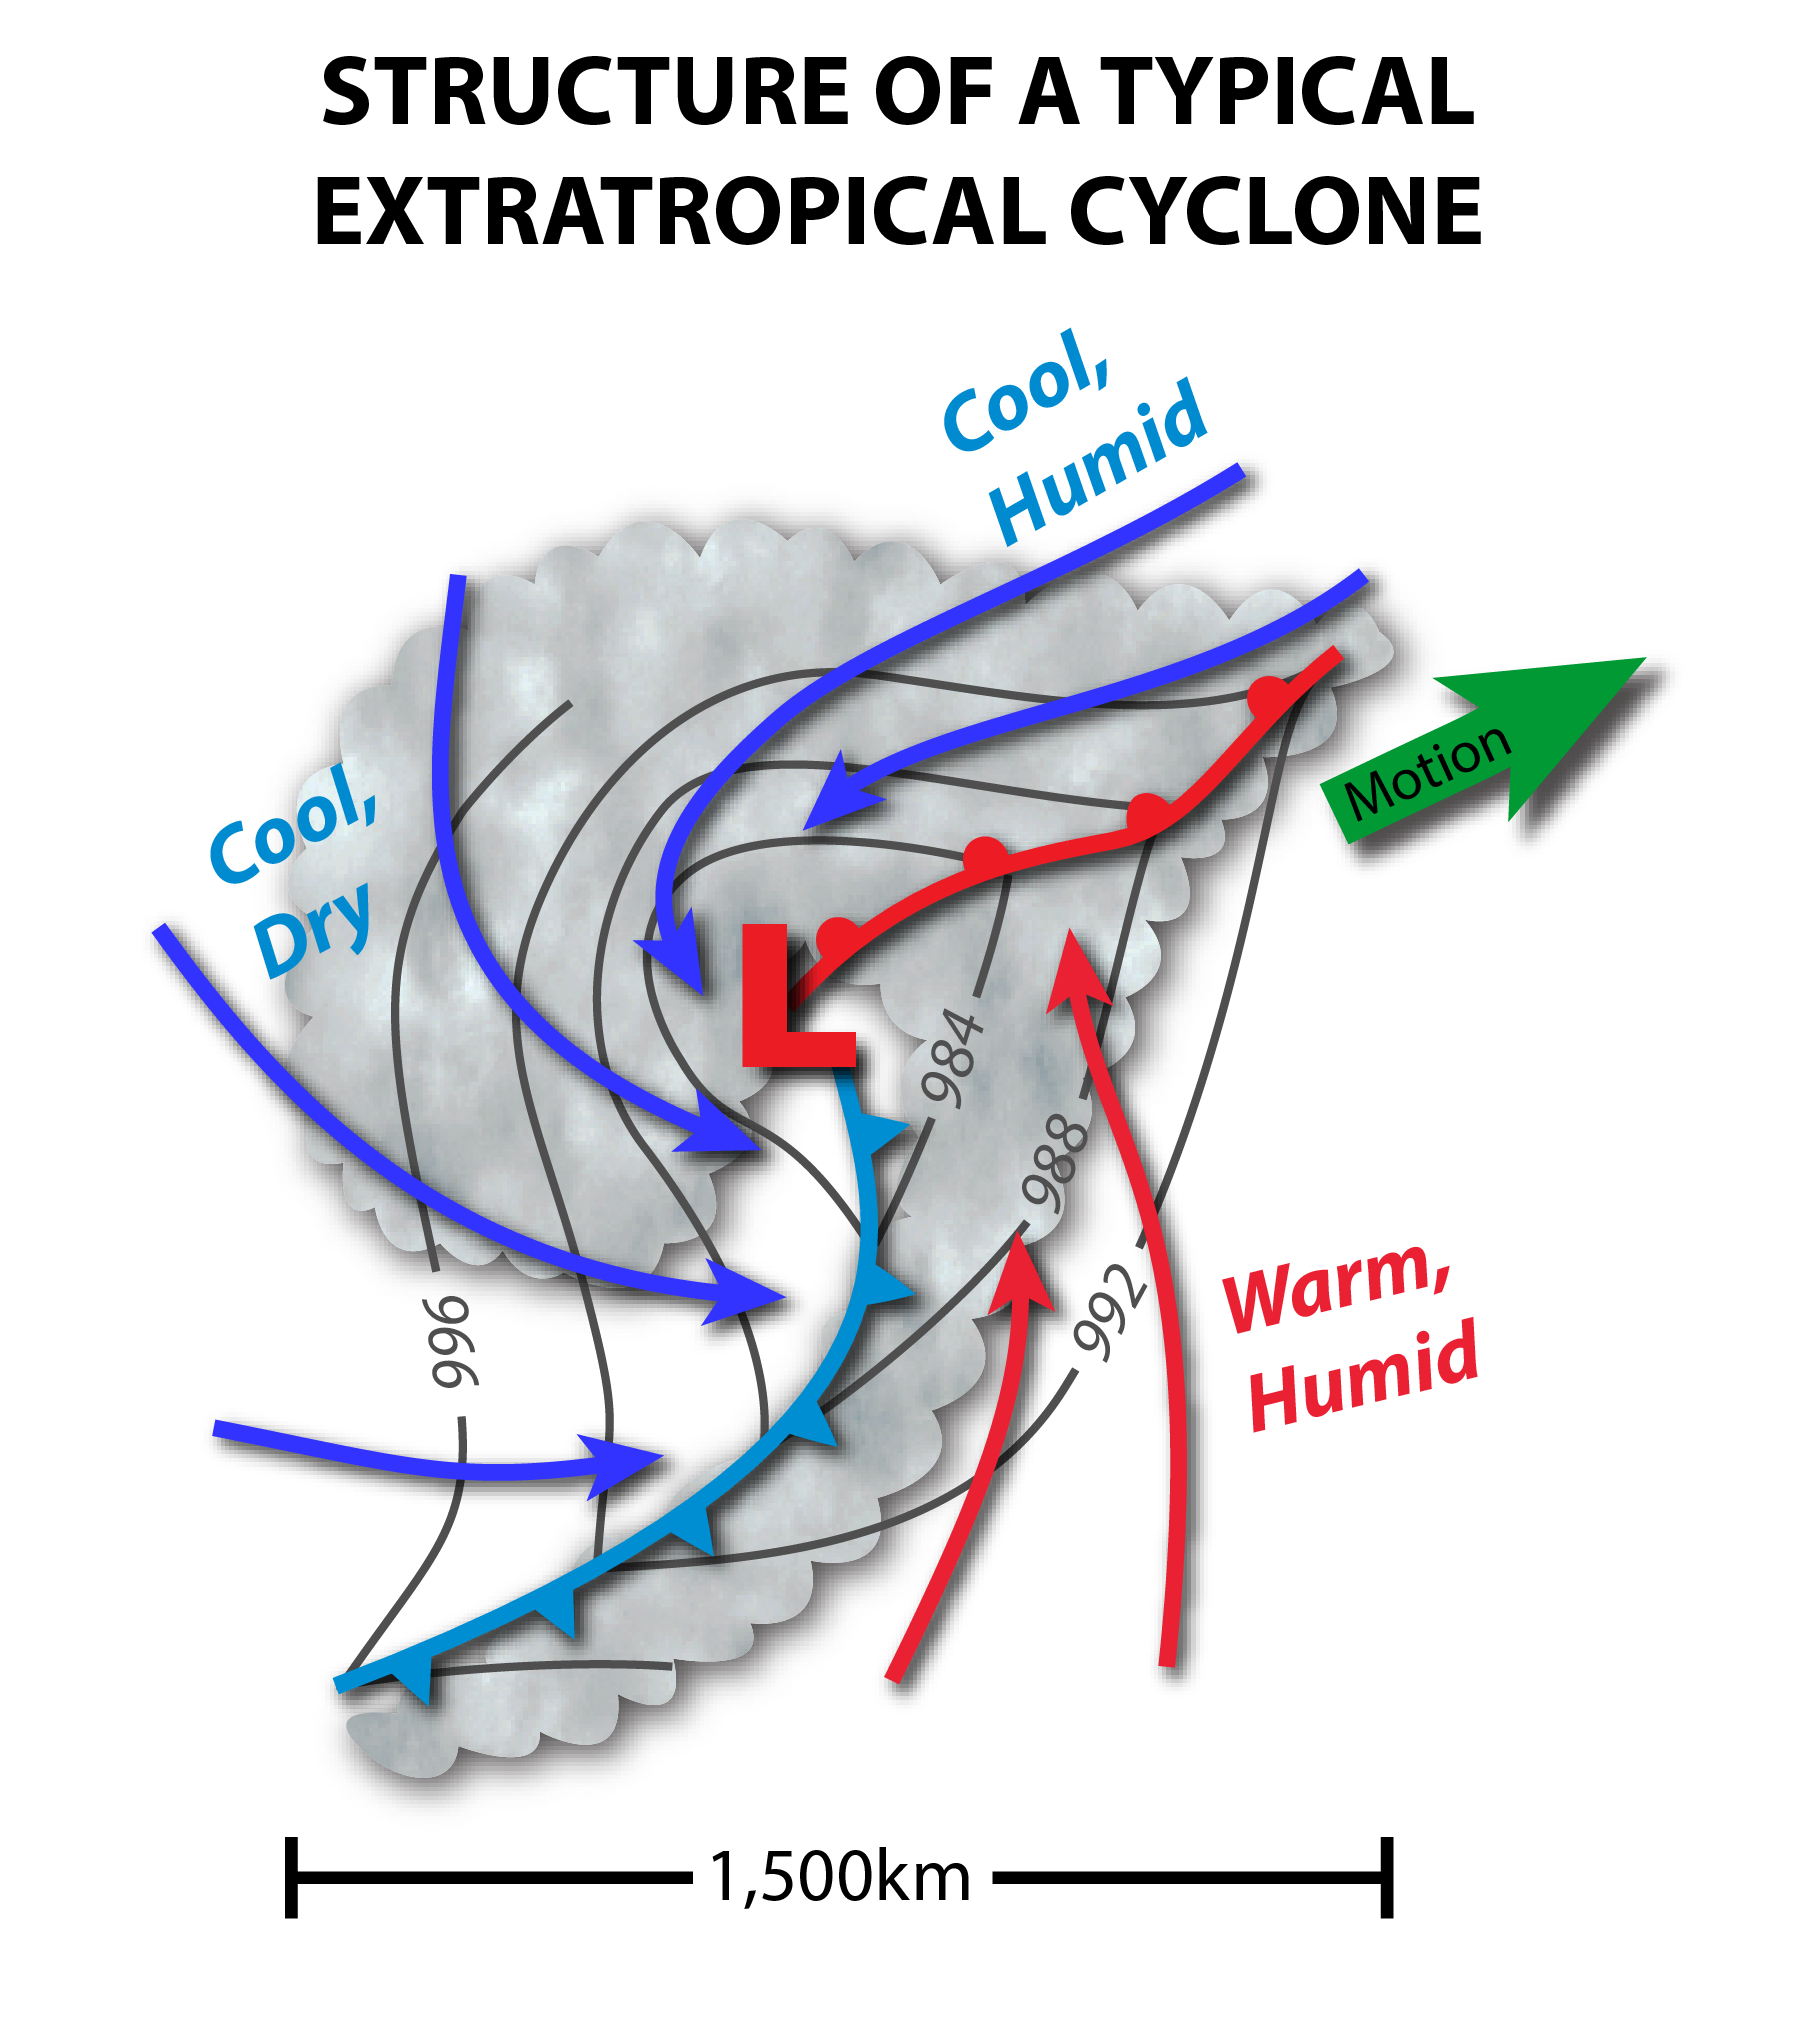 STRUCTURE OF A TYPICAL
EXTRATROPICAL CYCLONE
Cool,
Humid
Motion
Cool,
Dry
L
984
988
992
996
Warm,
Humid
1,500km